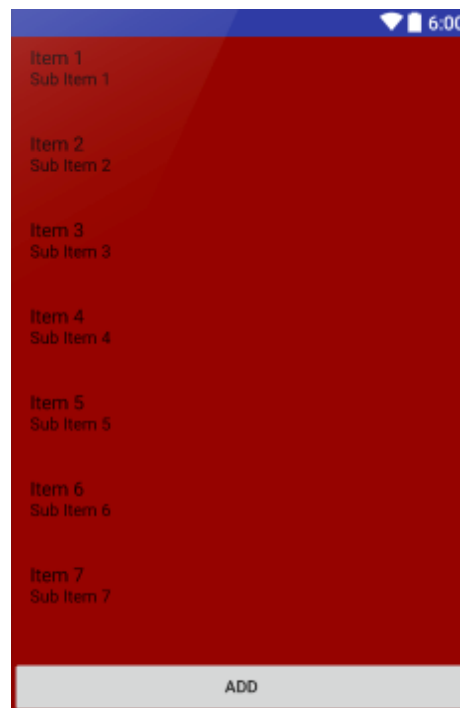 6:00
Item 1
Sub Item 1
Item 2
Sub Item 2
Item 3
Sub Item 3
Item 4
Sub Item 4
Item 5
Sub Item 5
Item 6
Sub Item 6
Item 7
Sub Item 7
ADD